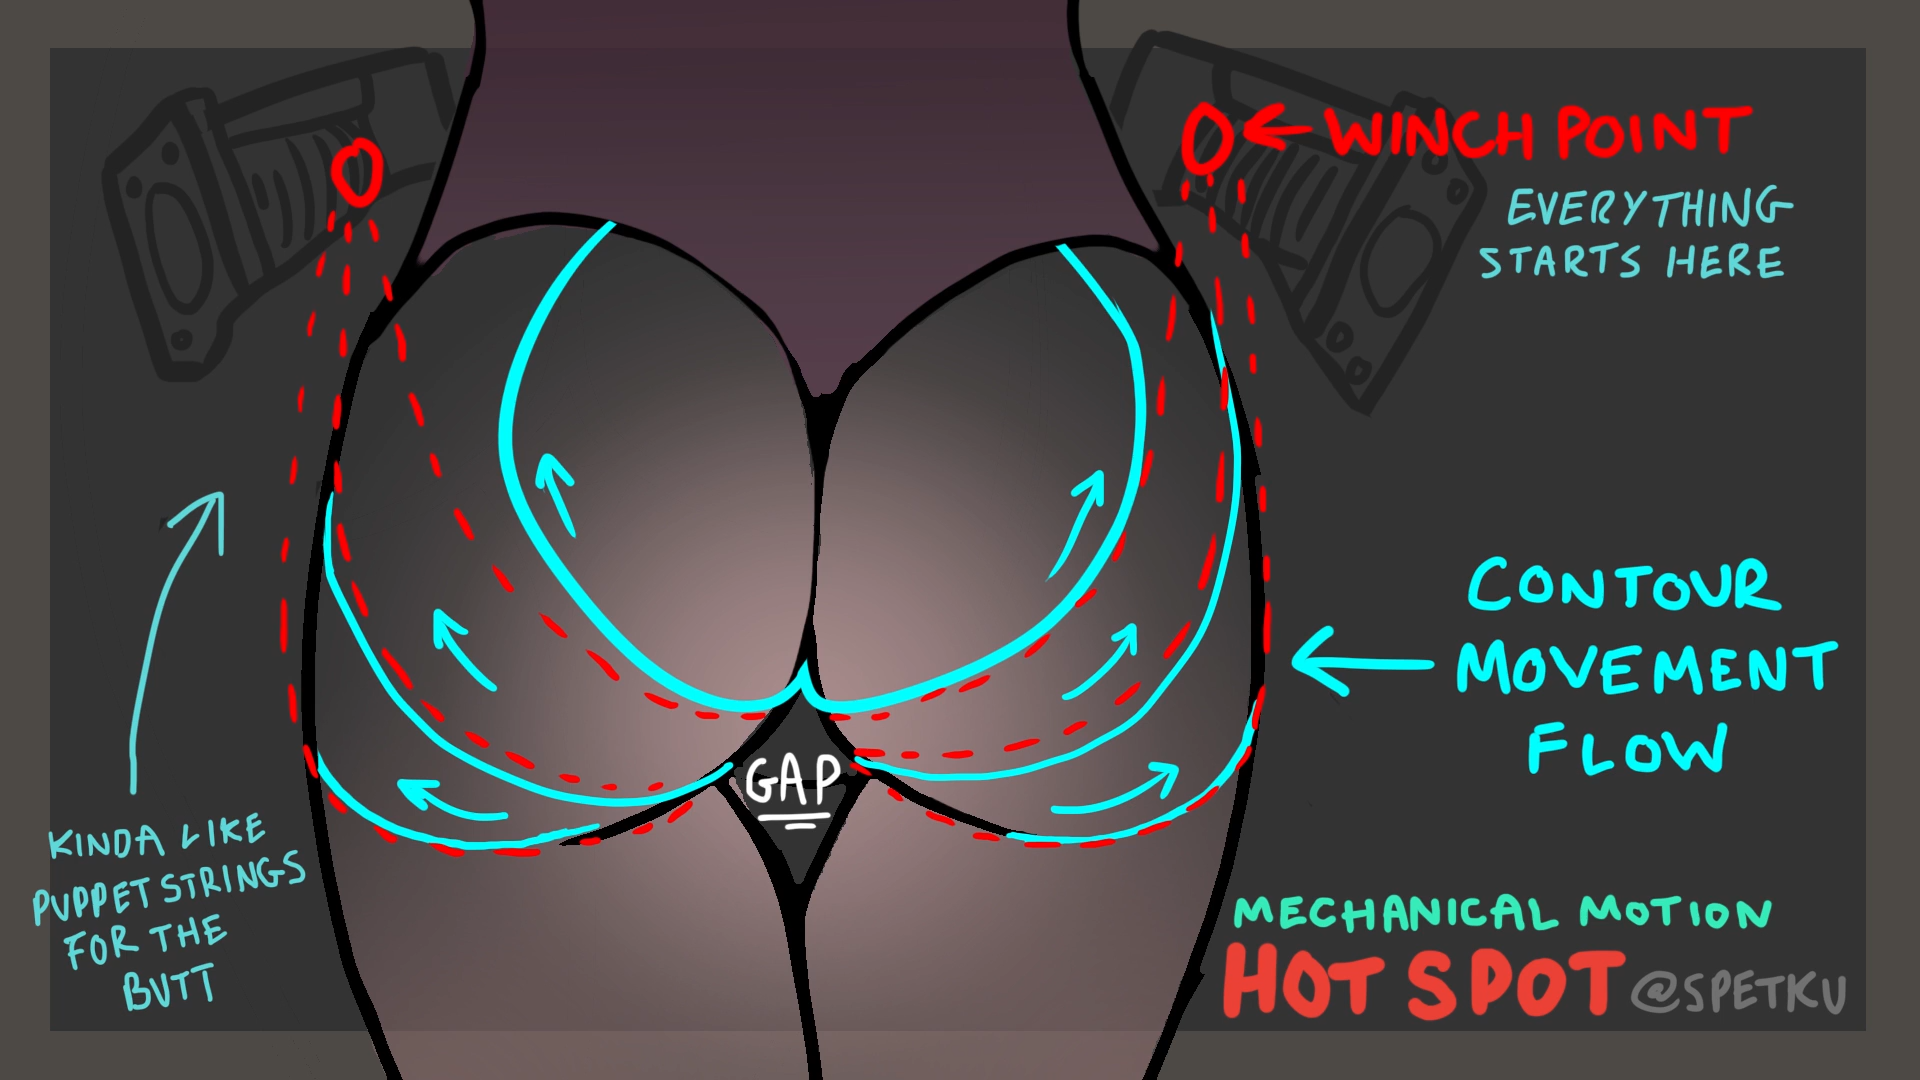 WINCH POINT
EVERYTHING
STARTS HERE
CONTOUR
MOVEMENT
FLOW
GAP
KINDA LIKE
PUPPET STRINGS
FOR THE
BUTT
MECHANICAL MOTION
HOT SPOT @SPETKU